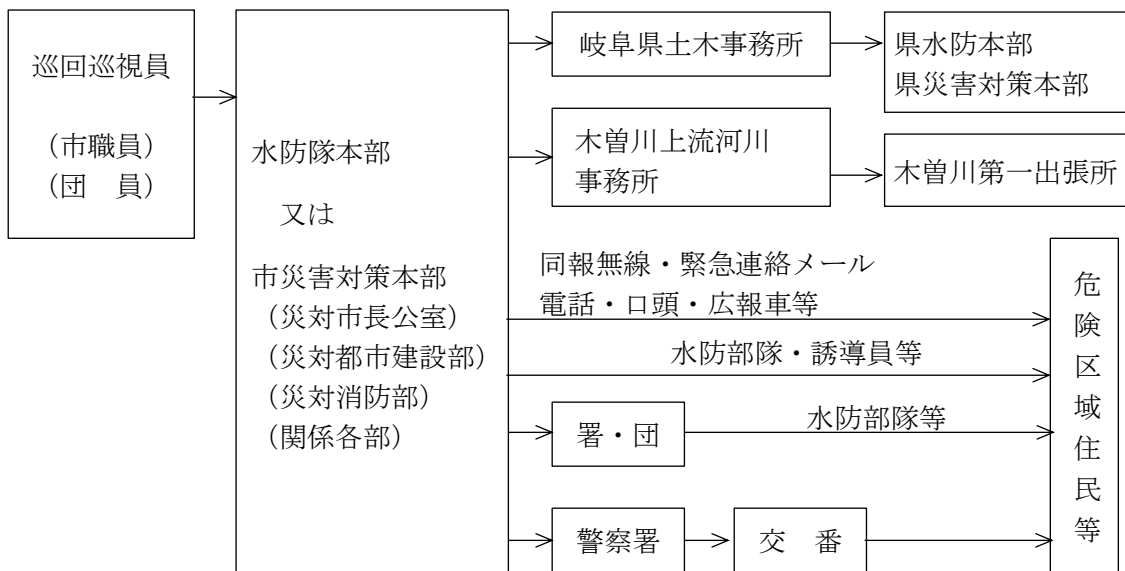 巡回巡視員
（市職員）
（団　員）
水防隊本部
又は
市災害対策本部
（災対市長公室）
（災対都市建設部）
（災対消防部）
（関係各部）
岐阜県土木事務所
県水防本部
県災害対策本部
木曽川上流河川
事務所
木曽川第一出張所
同報無線・緊急連絡メール
電話・口頭・広報車等
水防部隊・誘導員等
署・団
水防部隊等
警察署
交　番
危険区域住民等